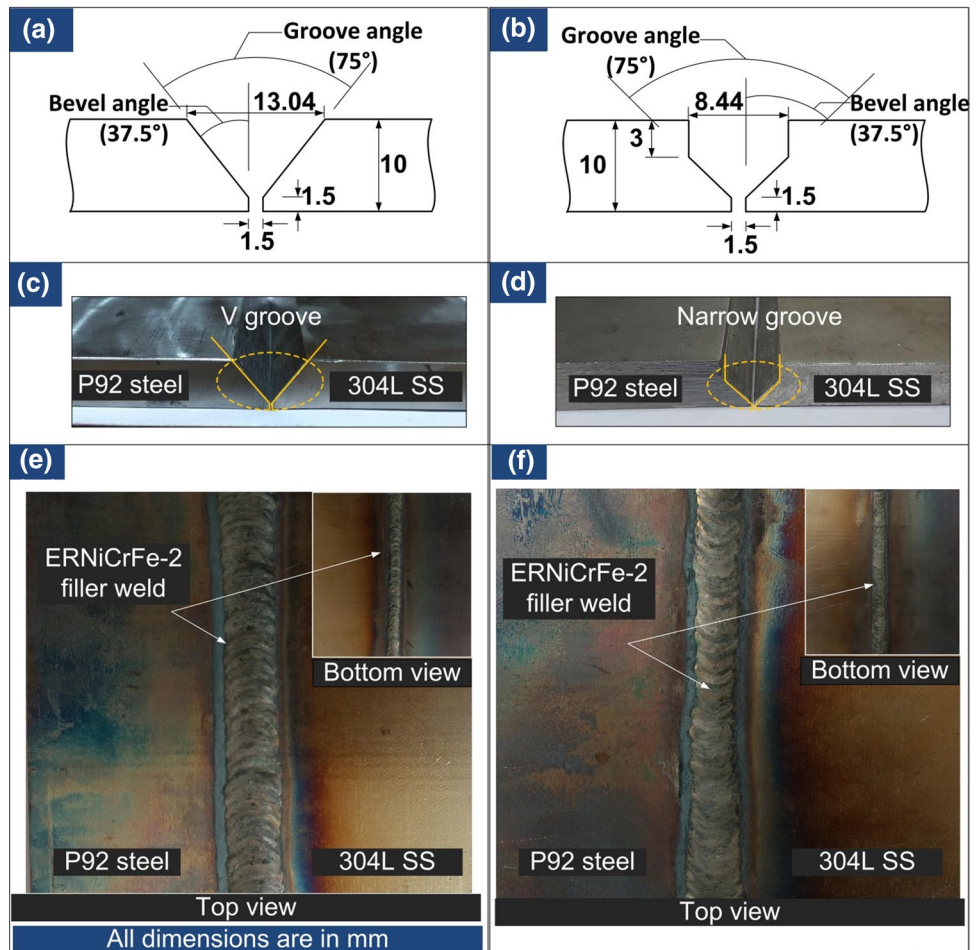 (a)
Groove angle
(75°)
Bevel angle
(37.5°)
13.04
10
1.5
1.5
(b)
Groove angle
(75°)
8.44
Bevel angle
(37.5°)
3
10
1.5
1.5
(c)
V groove
P92 steel
304L SS
(d)
Narrow groove
P92 steel
304L SS
(e)
ERNiCrFe-2
filler weld
Bottom view
P92 steel
304L SS
Top view
All dimensions are in mm
(f)
ERNiCrFe-2
filler weld
Bottom view
P92 steel
304L SS
Top view